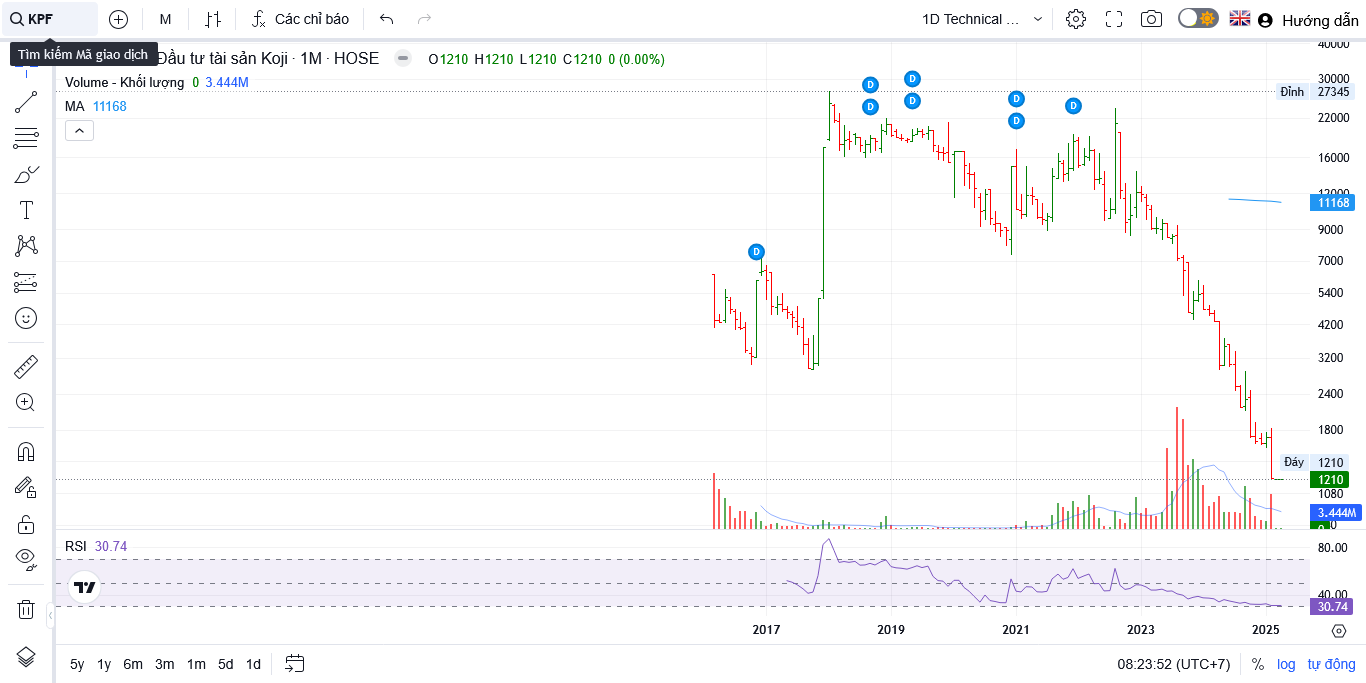 KPF
M
Các chỉ báo
1D Technical ...
Hướng dẫn
Tìm kiếm Mã giao dịch
Đầu tư tài sản Koji · 1M · HOSE
O1210 H1210 L1210 C1210 0 (0.00%)
Volume - Khối lượng 0 3.444M
MA 11168
D
D
D
D
D
D
D
D
40000
30000
Đỉnh 27345
22000
16000
12000
11168
9000
7000
5400
4200
3200
2400
1800
Đáy 1210
1210
1080
3.444M
0
RSI 30.74
80.00
40.00
30.74
2017 2019 2021 2023 2025
5y 1y 6m 3m 1m 5d 1d
08:23:52 (UTC+7)
% log tự động